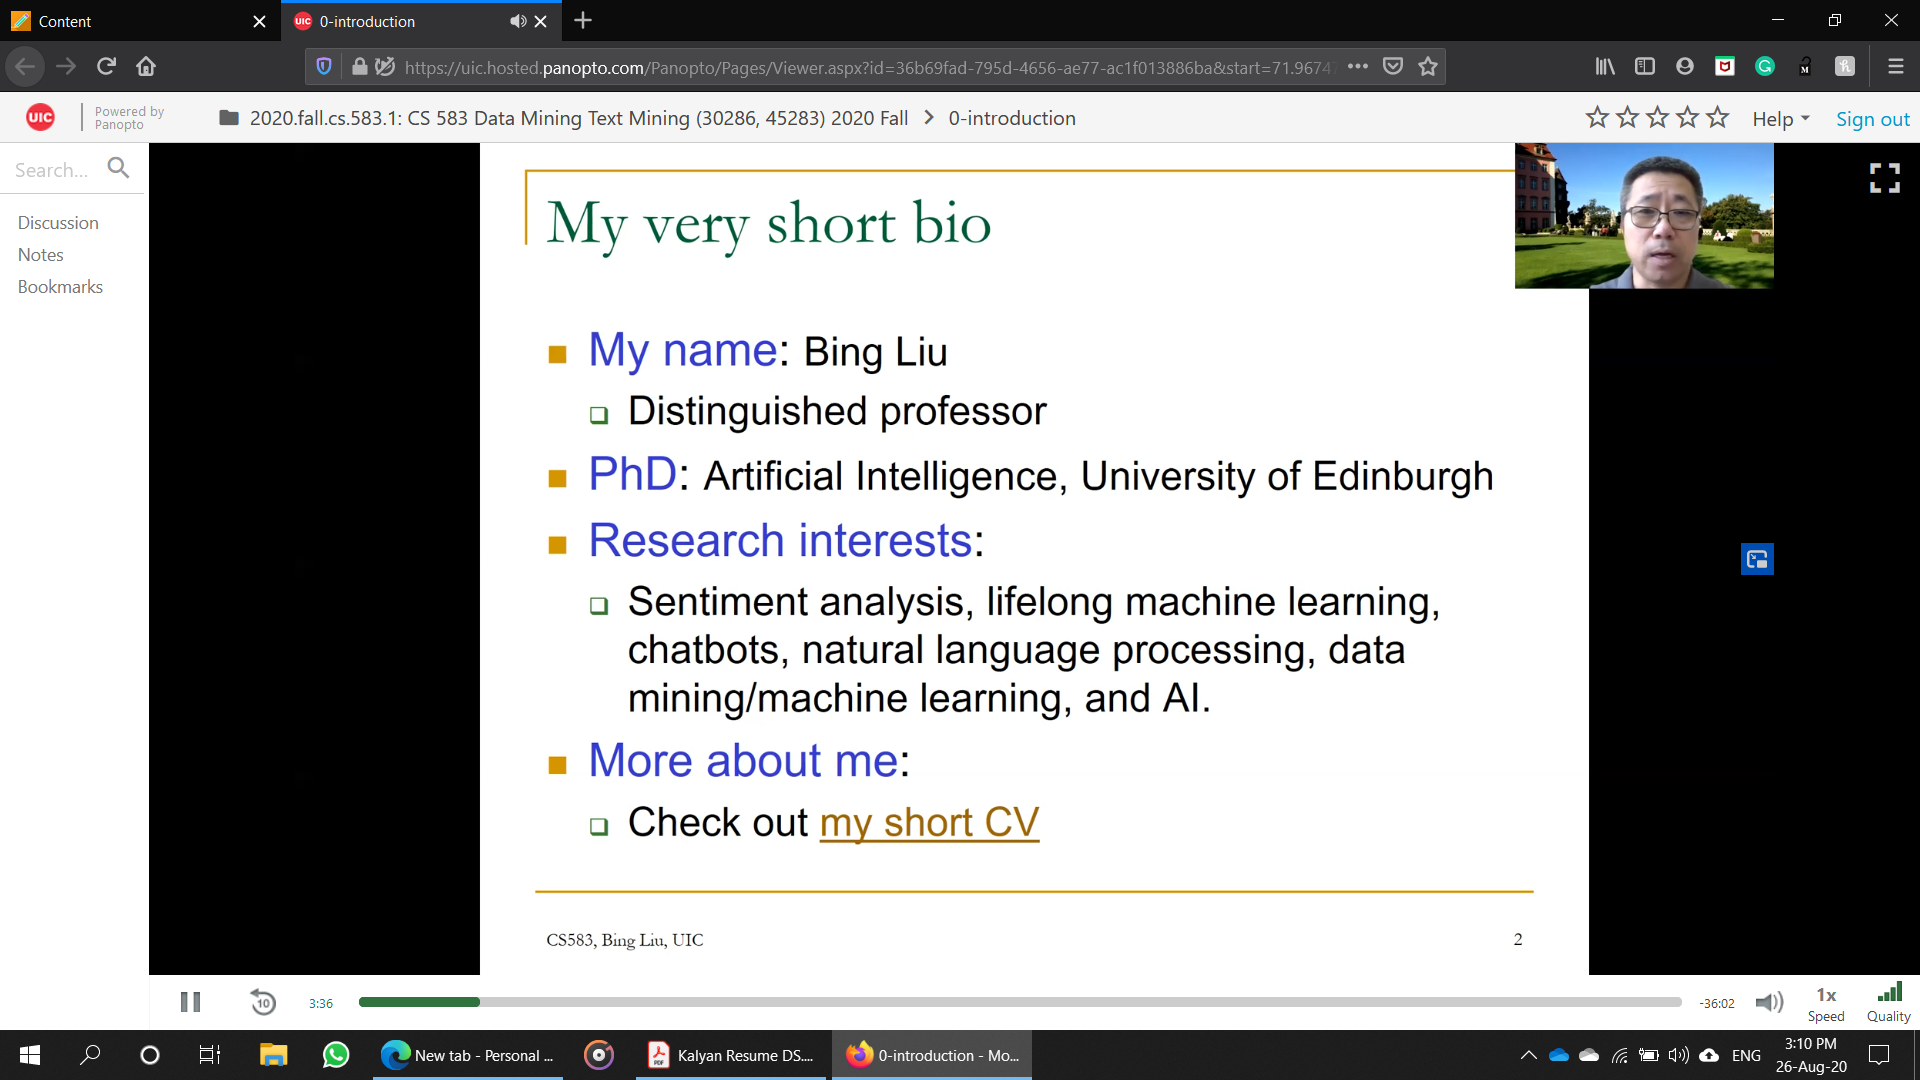 Content
UIC 0-introduction
https://uic.hosted.panopto.com/Panopto/Pages/Viewer.aspx?id=36b69fad-795d-4656-ae77-ac1f013886ba&start=71.9674
UIC
Powered by
Panopto
2020.fall.cs.583.1: CS 583 Data Mining Text Mining (30286, 45283) 2020 Fall > 0-introduction
Help
Sign out
Search...
Discussion
Notes
Bookmarks
My very short bio
My name: Bing Liu
Distinguished professor
PhD: Artificial Intelligence, University of Edinburgh
Research interests:
Sentiment analysis, lifelong machine learning,
chatbots, natural language processing, data
mining/machine learning, and AI.
More about me:
Check out my short CV
CS583, Bing Liu, UIC
2
10
3:36
-36:02
1x
Speed
Quality
New tab - Personal ...
Kalyan Resume DS....
0-introduction - Mo...
ENG
3:10 PM
26-Aug-20